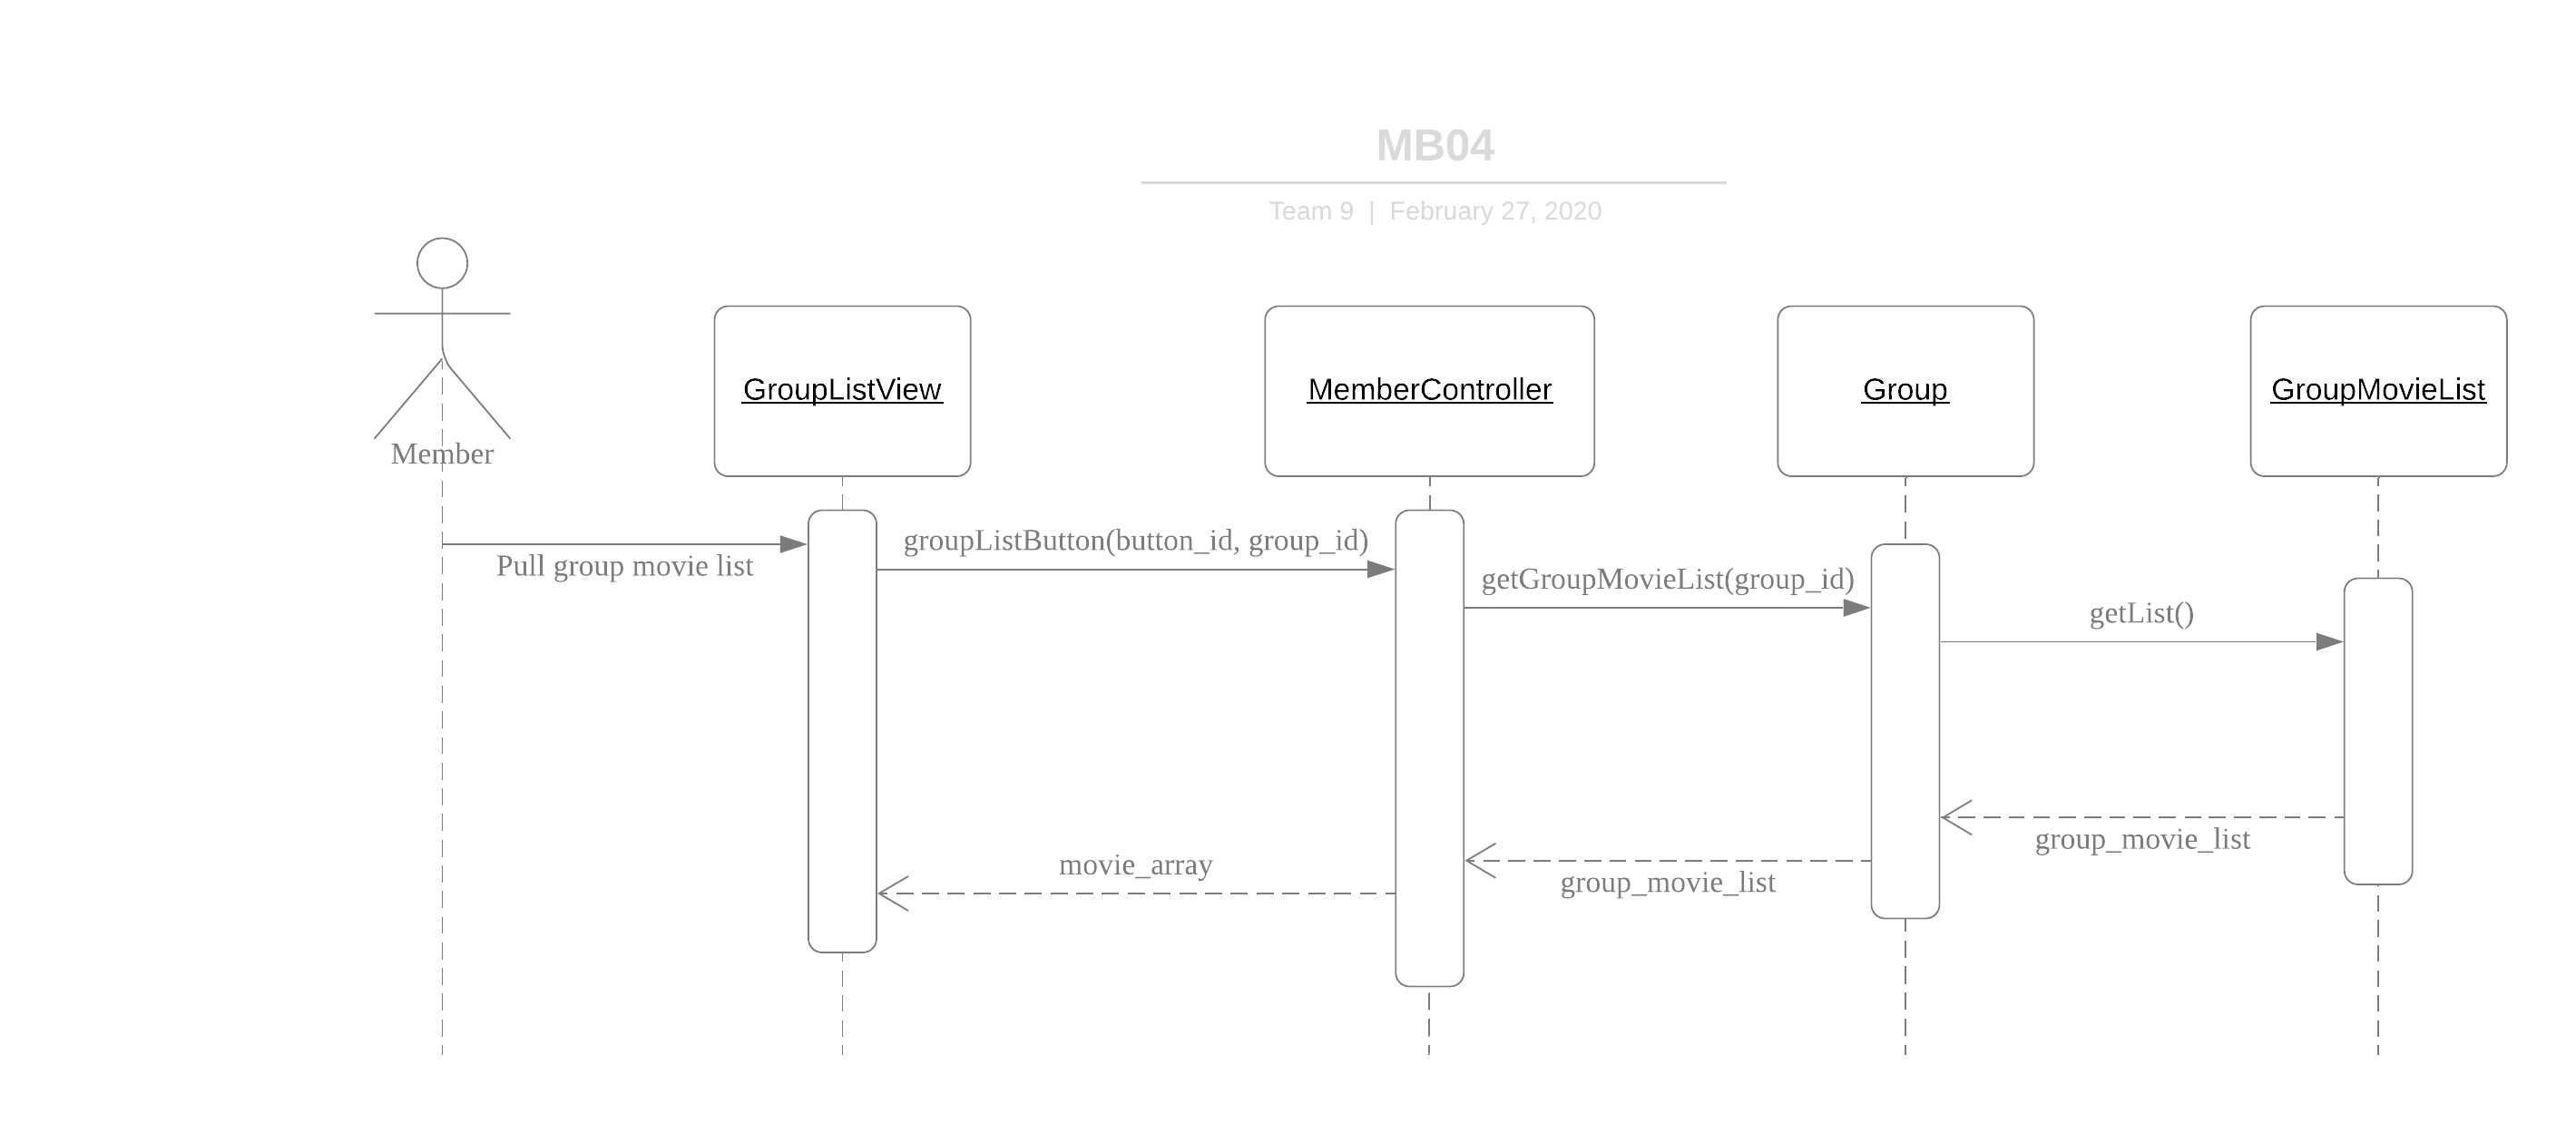 MB04
Team 9 | February 27, 2020
GroupListView
MemberController
Group
GroupMovieList
Member
groupListButton(button_id, group_id)
Pull group movie list
getGroupMovieList(group_id)
getList()
group_movie_list
movie_array
group_movie_list